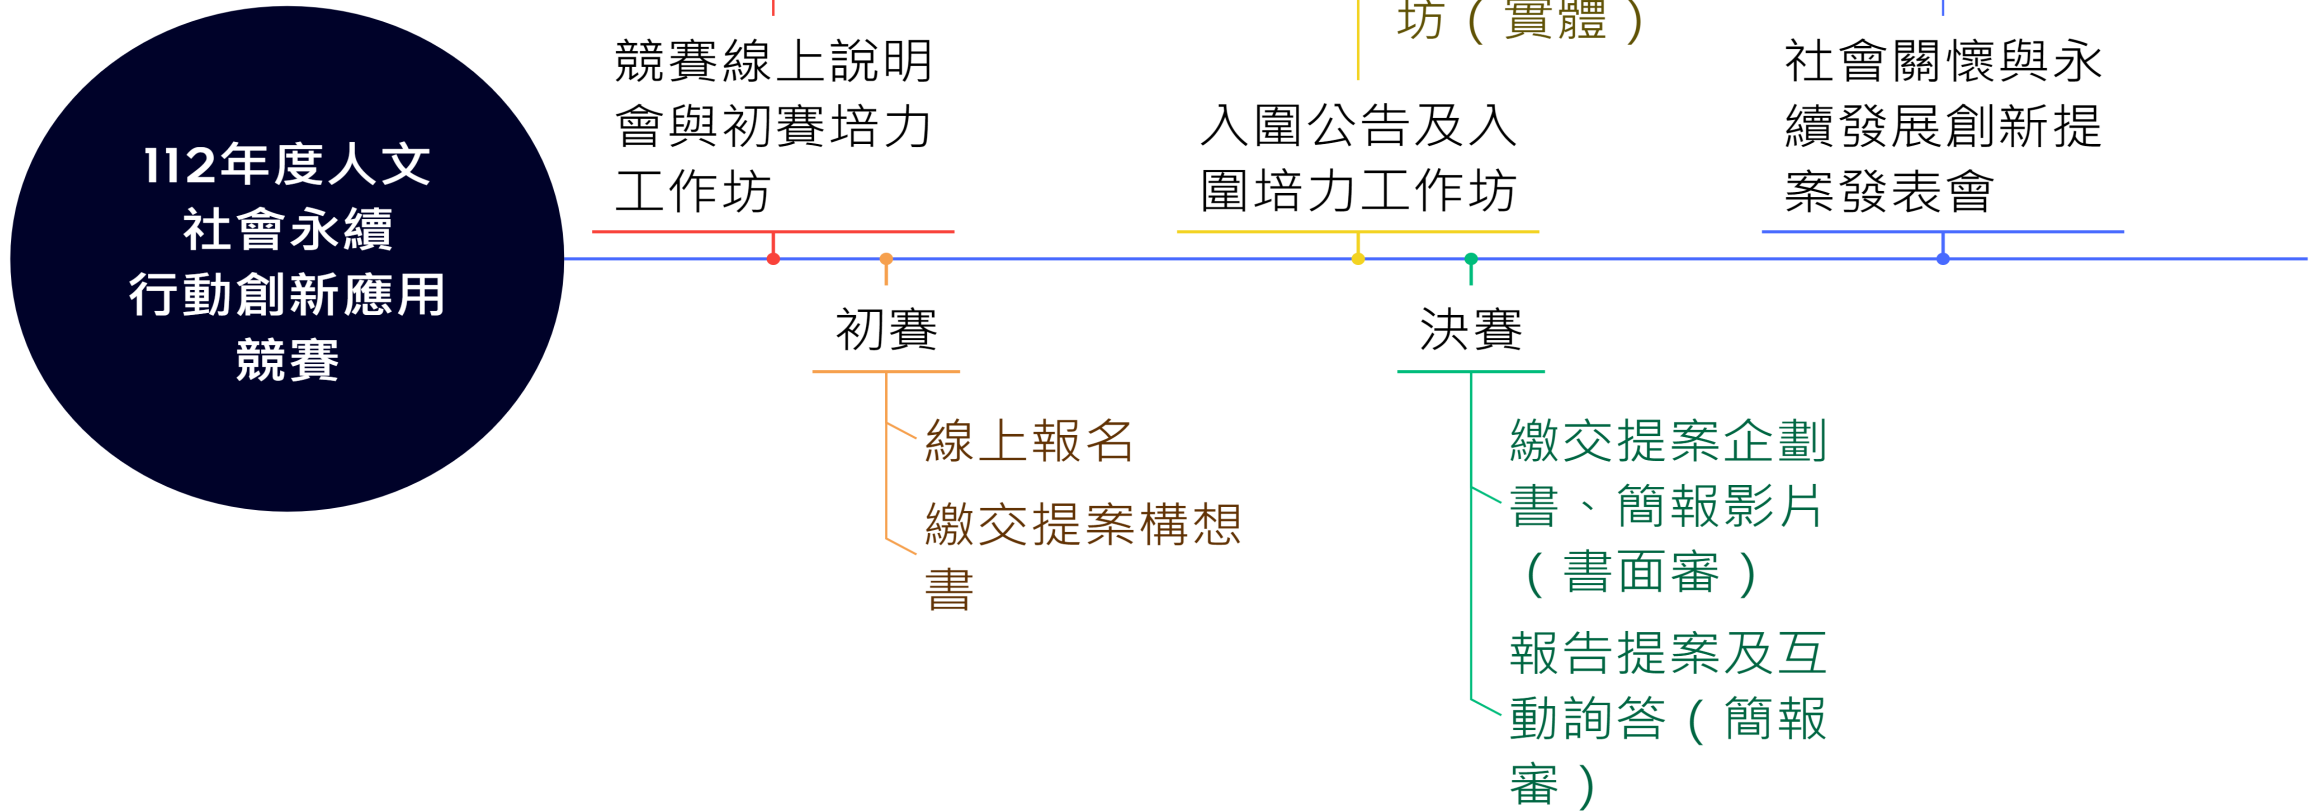 112年度人文
社會永續
行動創新應用
競賽
競賽線上說明
會與初賽培力
工作坊
初賽
線上報名
繳交提案構想
書
坊（實體）
入圍公告及入
圍培力工作坊
決賽
繳交提案企劃
書、簡報影片
（書面審）
報告提案及互
動詢答（簡報
審）
社會關懷與永
續發展創新提
案發表會